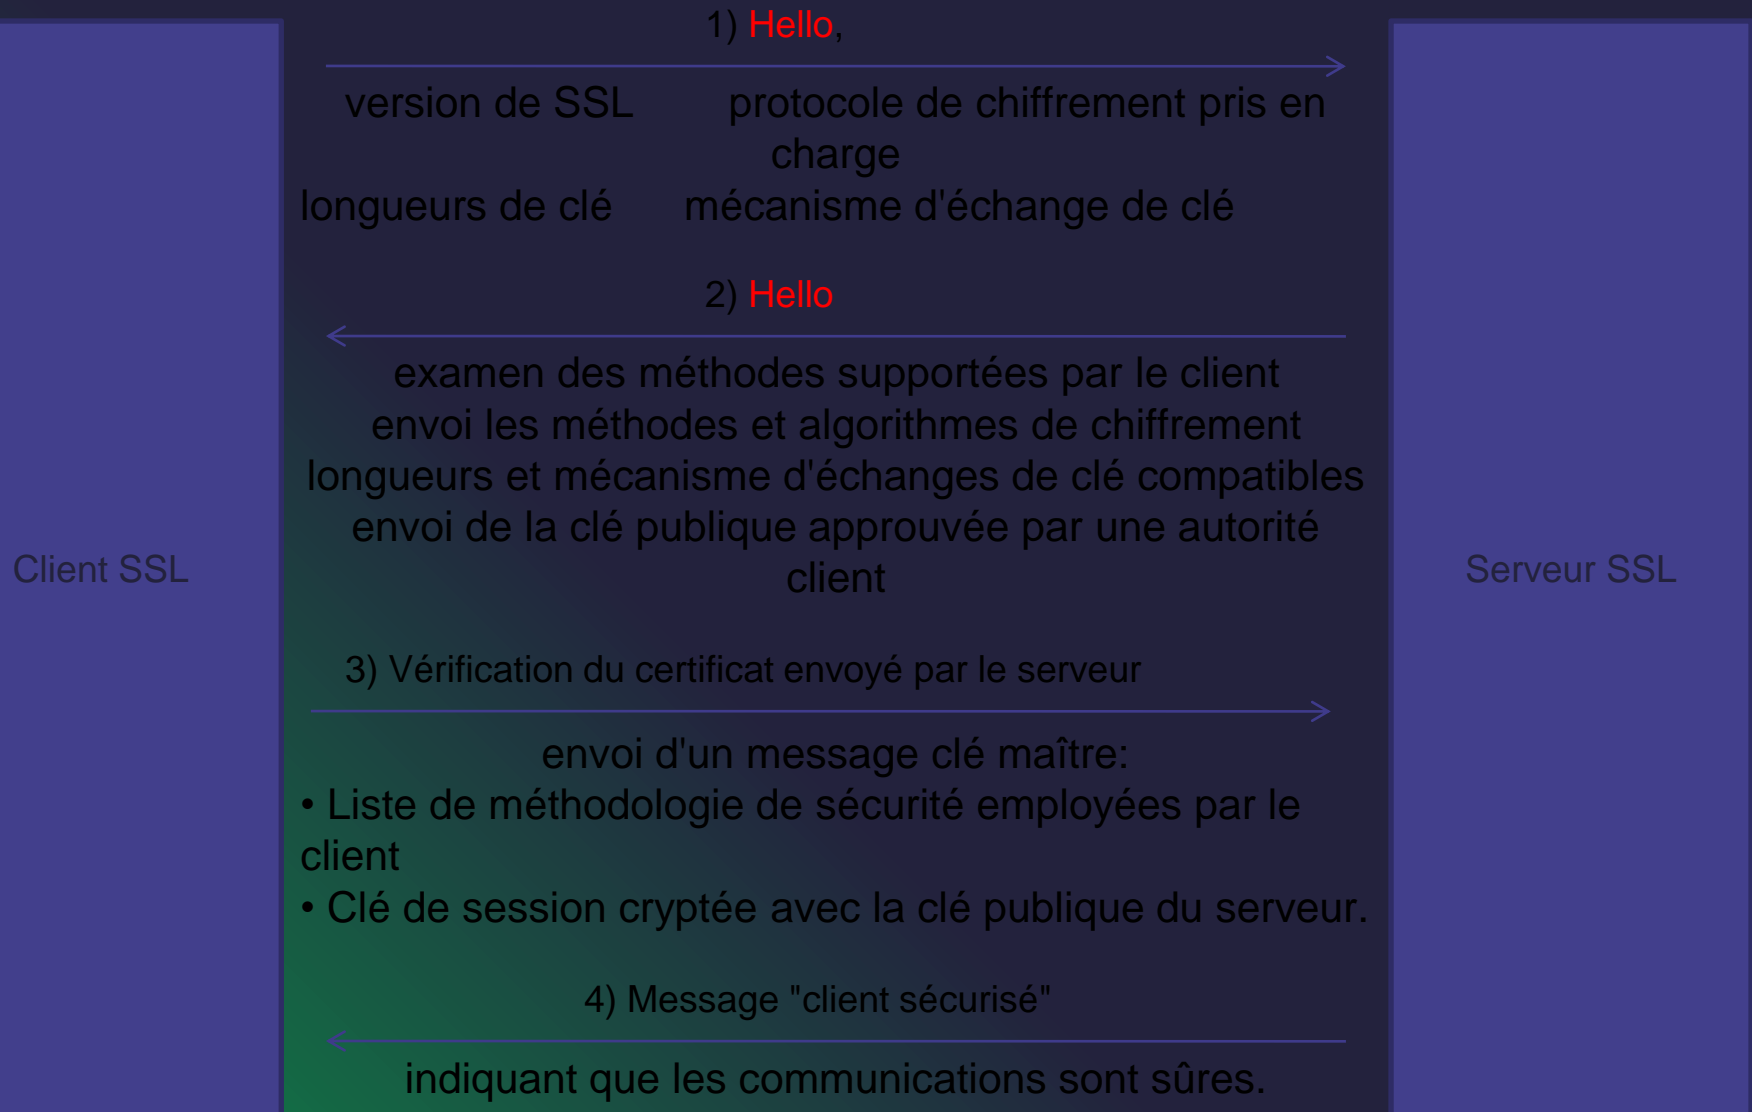 1) Hello,
version de SSL protocole de chiffrement pris en
charge
longueurs de clé mécanisme d'échange de clé
2) Hello
examen des méthodes supportées par le client
envoi les méthodes et algorithmes de chiffrement
longueurs et mécanisme d'échanges de clé compatibles
envoi de la clé publique approuvée par une autorité
client
Client SSL
Serveur SSL
3) Vérification du certificat envoyé par le serveur
envoi d'un message clé maître:
• Liste de méthodologie de sécurité employées par le
client
• Clé de session cryptée avec la clé publique du serveur.
4) Message "client sécurisé"
indiquant que les communications sont sûres.